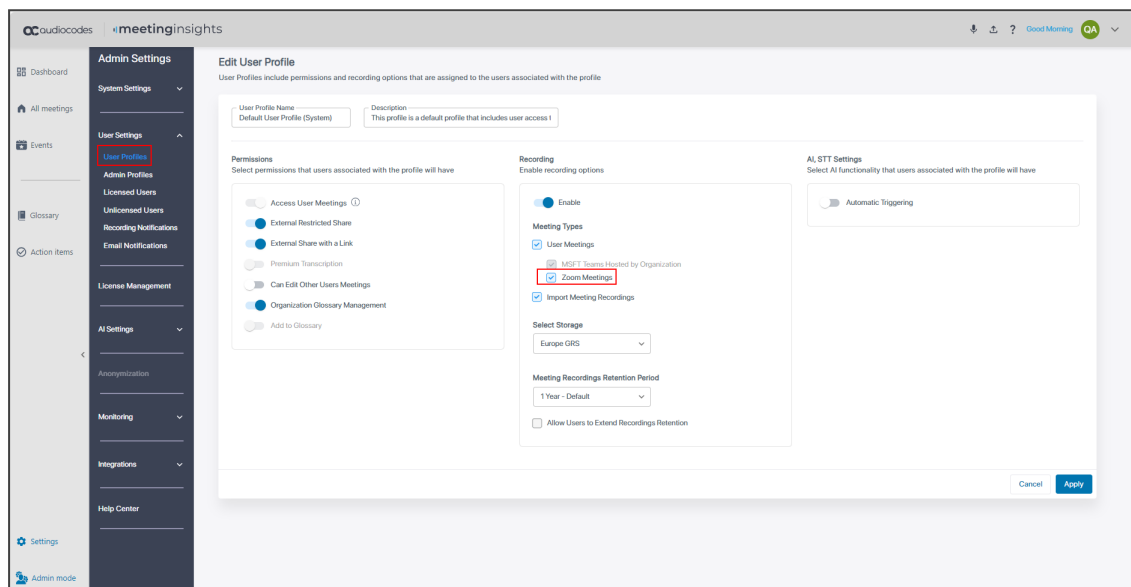 audiocodes
meetinginsights
Good Morning
QA
Dashboard
All meetings
Events
Glossary
Action items
Settings
Admin mode
Admin Settings
System Settings
User Settings
User Profiles
Admin Profiles
Licensed Users
Unlicensed Users
Recording Notifications
Email Notifications
License Management
AI Settings
Anonymization
Monitoring
Integrations
Help Center
Edit User Profile
User Profiles include permissions and recording options that are assigned to the users associated with the profile
User Profile Name
Default User Profile (System)
Description
This profile is a default profile that includes user access
Permissions
Select permissions that users associated with the profile will have
Access User Meetings
External Restricted Share
External Share with a Link
Premium Transcription
Can Edit Other Users Meetings
Organization Glossary Management
Add to Glossary
Recording
Enable recording options
Enable
Meeting Types
User Meetings
MSFT Teams Hosted by Organization
Zoom Meetings
Import Meeting Recordings
Select Storage
Europe GRS
Meeting Recordings Retention Period
1 Year - Default
Allow Users to Extend Recordings Retention
AI, STT Settings
Select AI functionality that users associated with the profile will have
Automatic Triggering
Cancel
Apply